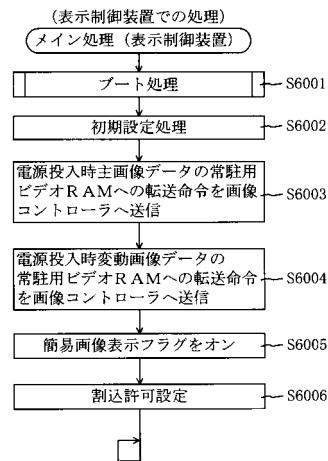 (表示制御装置での処理)
メイン処理(表示制御装置)
ブート処理
S6001
初期設定処理
S6002
電源投入時主画像データの常駐用
ビデオRAMへの転送命令を画像
コントローラへ送信
S6003
電源投入時変動画像データの
常駐用ビデオRAMへの転送命令
を画像コントローラへ送信
S6004
簡易画像表示フラグをオン
S6005
割込許可設定
S6006